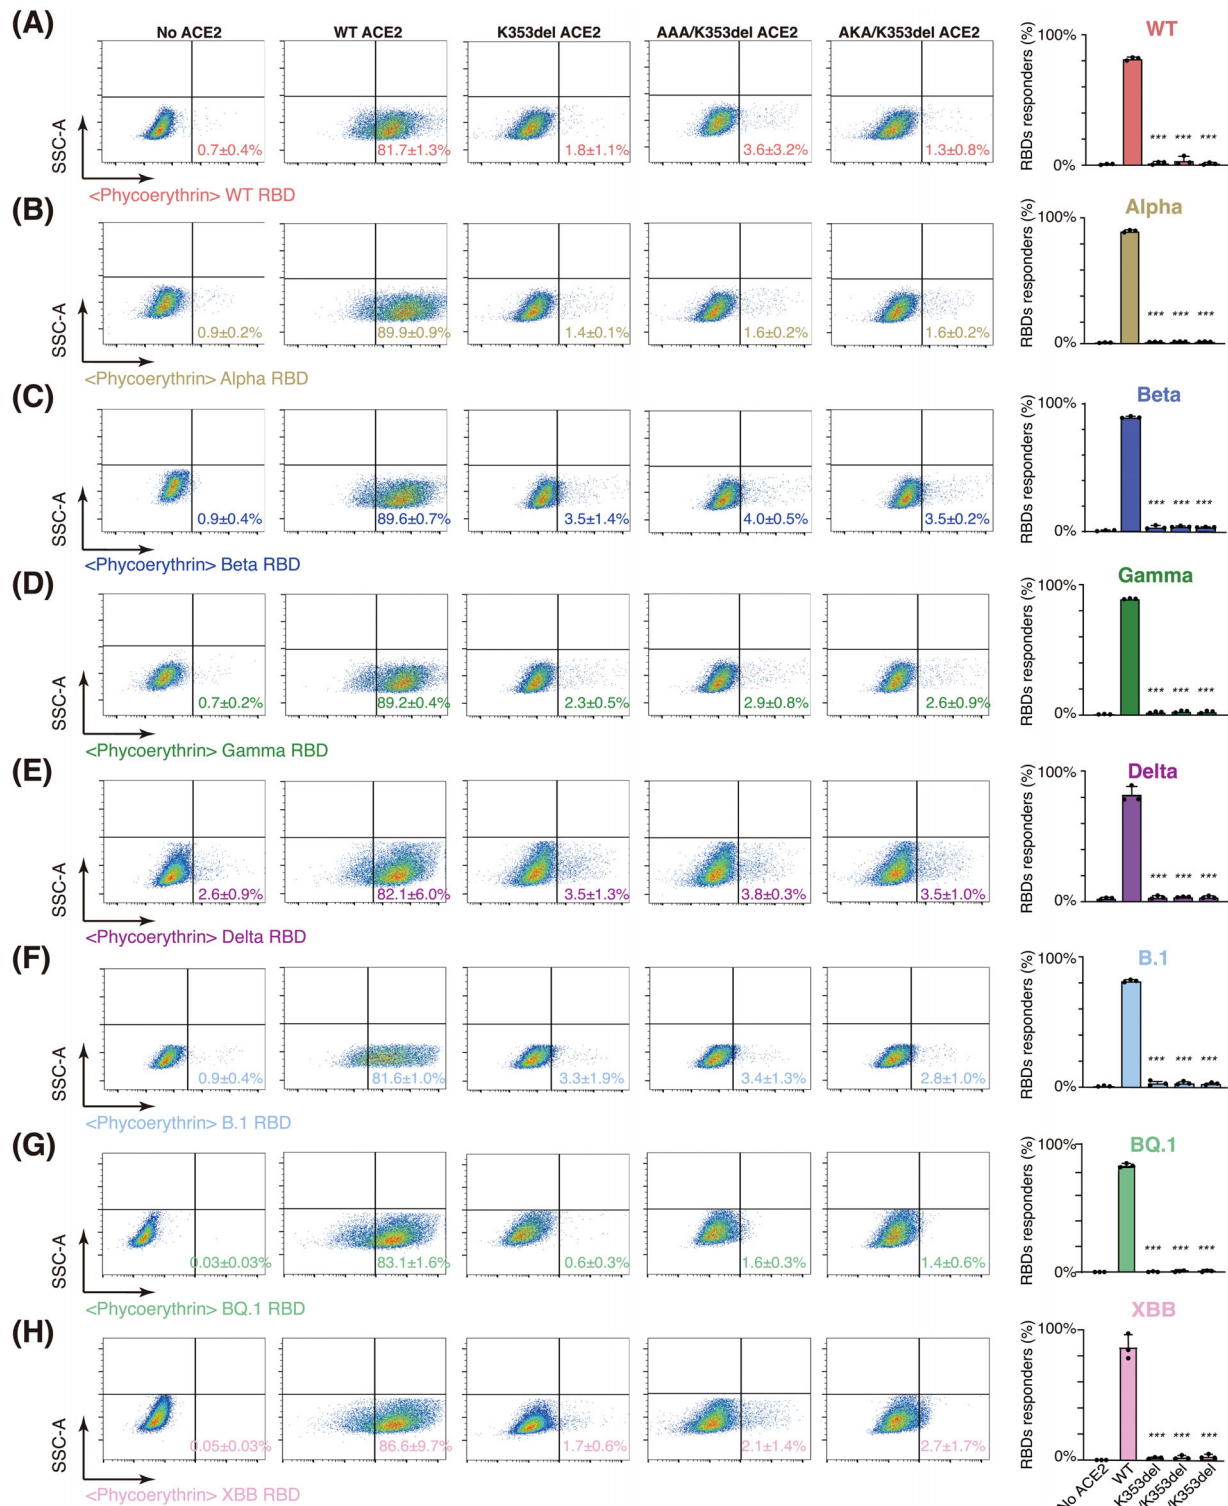 (A)
No ACE2 WT ACE2 K353del ACE2 AAA/K353del ACE2 AKA/K353del ACE2
SSC-A
0.7±0.4% 81.7±1.3% 1.8±1.1% 3.6±3.2% 1.3±0.8%
<Phycoerythrin> WT RBD
RBDs responders (%)
100%
0%
WT
*** *** ***
(B)
SSC-A
0.9±0.2% 89.9±0.9% 1.4±0.1% 1.6±0.2% 1.6±0.2%
<Phycoerythrin> Alpha RBD
RBDs responders (%)
100%
0%
Alpha
*** *** ***
(C)
SSC-A
0.9±0.4% 89.6±0.7% 3.5±1.4% 4.0±0.5% 3.5±0.2%
<Phycoerythrin> Beta RBD
RBDs responders (%)
100%
0%
Beta
*** *** ***
(D)
SSC-A
0.7±0.2% 89.2±0.4% 2.3±0.5% 2.9±0.8% 2.6±0.9%
<Phycoerythrin> Gamma RBD
RBDs responders (%)
100%
0%
Gamma
*** *** ***
(E)
SSC-A
2.6±0.9% 82.1±6.0% 3.5±1.3% 3.8±0.3% 3.5±1.0%
<Phycoerythrin> Delta RBD
RBDs responders (%)
100%
0%
Delta
*** *** ***
(F)
SSC-A
0.9±0.4% 81.6±1.0% 3.3±1.9% 3.4±1.3% 2.8±1.0%
<Phycoerythrin> B.1 RBD
RBDs responders (%)
100%
0%
B.1
*** *** ***
(G)
SSC-A
0.03±0.03% 83.1±1.6% 0.6±0.3% 1.6±0.3% 1.4±0.6%
<Phycoerythrin> BQ.1 RBD
RBDs responders (%)
100%
0%
BQ.1
*** *** ***
(H)
SSC-A
0.05±0.03% 86.6±9.7% 1.7±0.6% 2.1±1.4% 2.7±1.7%
<Phycoerythrin> XBB RBD
RBDs responders (%)
100%
0%
XBB
*** *** ***
No ACE2 WT K353del /K353del /K353del